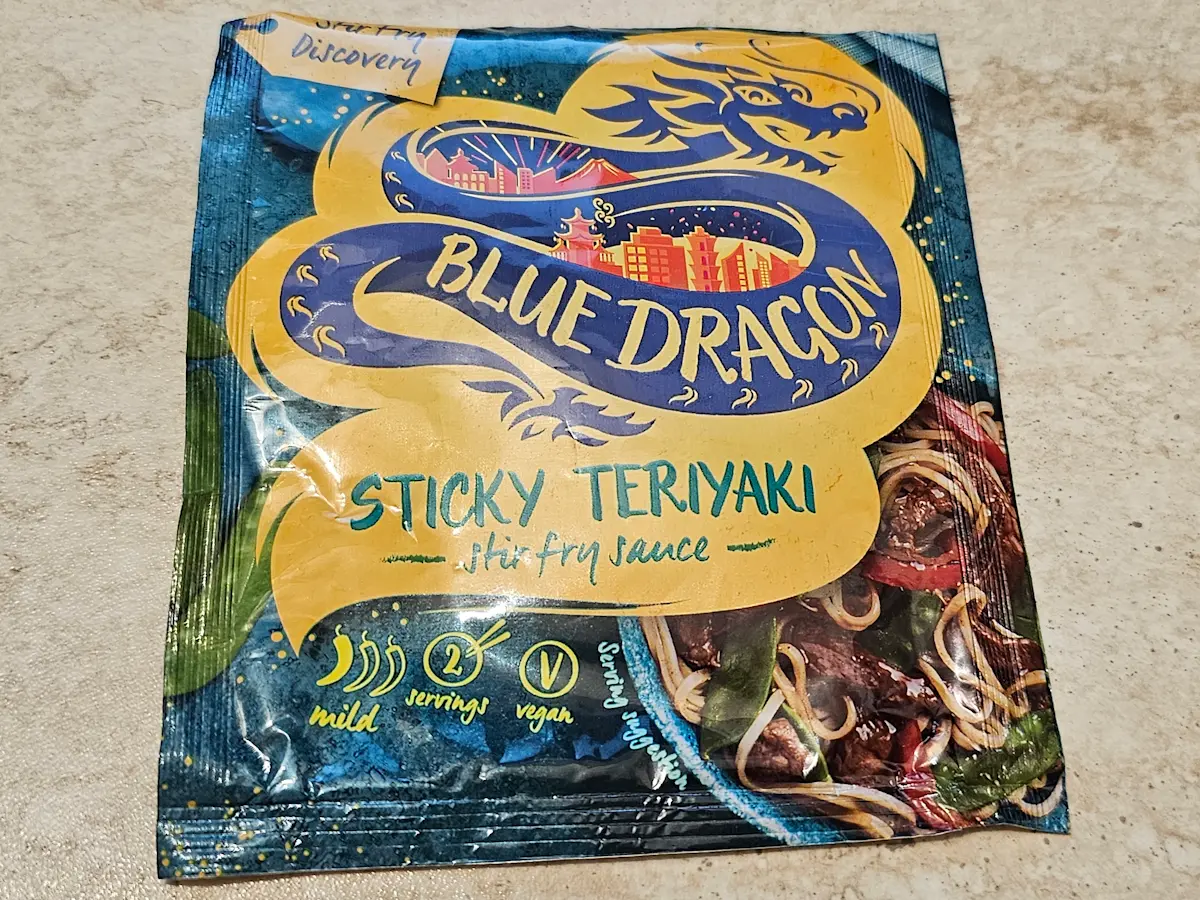 Stir Fry
Discovery
BLUE DRAGON
STICKY TERIYAKI
stir fry sauce
2
V
mild
servings
vegan
Serving suggestion